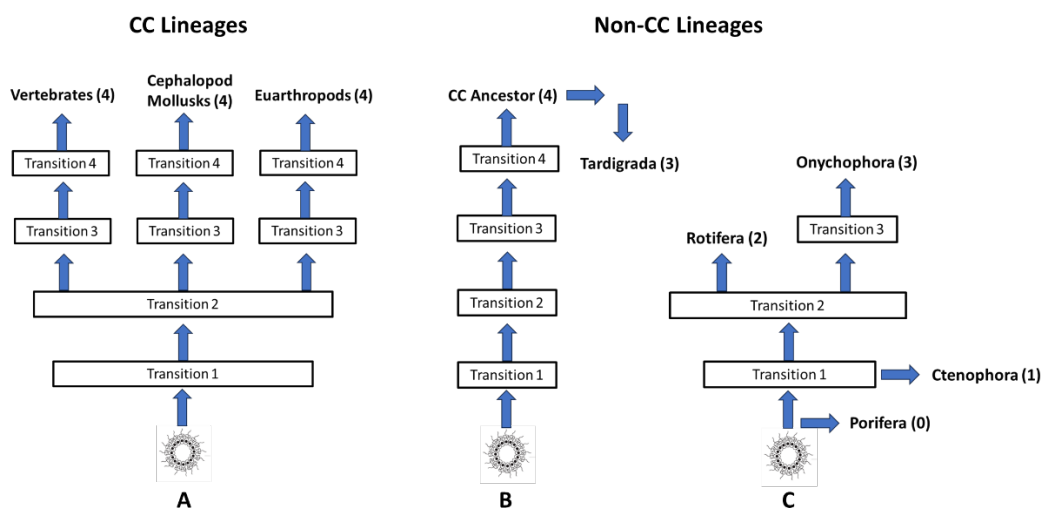 CC Lineages
Non-CC Lineages
Vertebrates (4)
Cephalopod
Mollusks (4)
Euarthropods (4)
Transition 4
Transition 4
Transition 4
Transition 3
Transition 3
Transition 3
Transition 2
Transition 1
A
CC Ancestor (4)
Tardigrada (3)
Transition 4
Transition 3
Transition 2
Transition 1
B
Onychophora (3)
Transition 3
Rotifera (2)
Transition 2
Transition 1
Ctenophora (1)
Porifera (0)
C